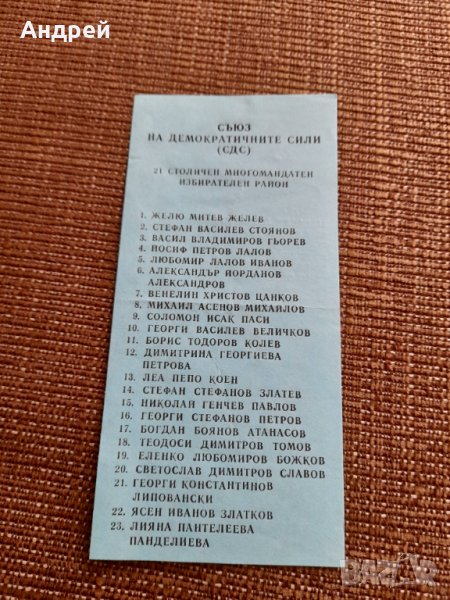 Андрей
СЪЮЗ
НА ДЕМОКРАТИЧНИТЕ СИЛИ
(СДС)
21 СТОЛИЧЕН МНОГОМАНДАТЕН
ИЗБИРАТЕЛЕН РАЙОН
1. ЖЕЛЮ МИТЕВ ЖЕЛЕВ
2. СТЕФАН ВАСИЛЕВ СТОЯНОВ
3. ВАСИЛ ВЛАДИМИРОВ ГЬОРЕВ
4. ЙОСИФ ПЕТРОВ ЛАЛОВ
5. ЛЮБОМИР ЛАЛОВ ИВАНОВ
6. АЛЕКСАНДЪР ЙОРДАНОВ
АЛЕКСАНДРОВ
7. ВЕНЕЛИН ХРИСТОВ ЦАНКОВ
8. МИХАИЛ АСЕНОВ МИХАЙЛОВ
9. СОЛОМОН ИСАК ПАСИ
10. ГЕОРГИ ВАСИЛЕВ ВЕЛИЧКОВ
11. БОРИС ТОДОРОВ КОЛЕВ
12. ДИМИТРИНА ГЕОРГИЕВА
ПЕТРОВА
13. ЛЕА ПЕПО КОЕН
14. СТЕФАН СТЕФАНОВ ЗЛАТЕВ
15. НИКОЛАЯ ГЕНЧЕВ ПАВЛОВ
16. ГЕОРГИ СТЕФАНОВ ПЕТРОВ
17. БОГДАН БОЯНОВ АТАНАСОВ
18. ТЕОДОСИ ДИМИТРОВ ТОМОВ
19. ЕЛЕНКО ЛЮБОМИРОВ БОЖКОВ
20. СВЕТОСЛАВ ДИМИТРОВ СЛАВОВ
21. ГЕОРГИ КОНСТАНТИНОВ
ЛИПОВАНСКИ
22. ЯСЕН ИВАНОВ ЗЛАТКОВ
23. ЛИЯНА ПАНТЕЛЕЕВА
ПАНДЕЛИЕВА
BAZAR